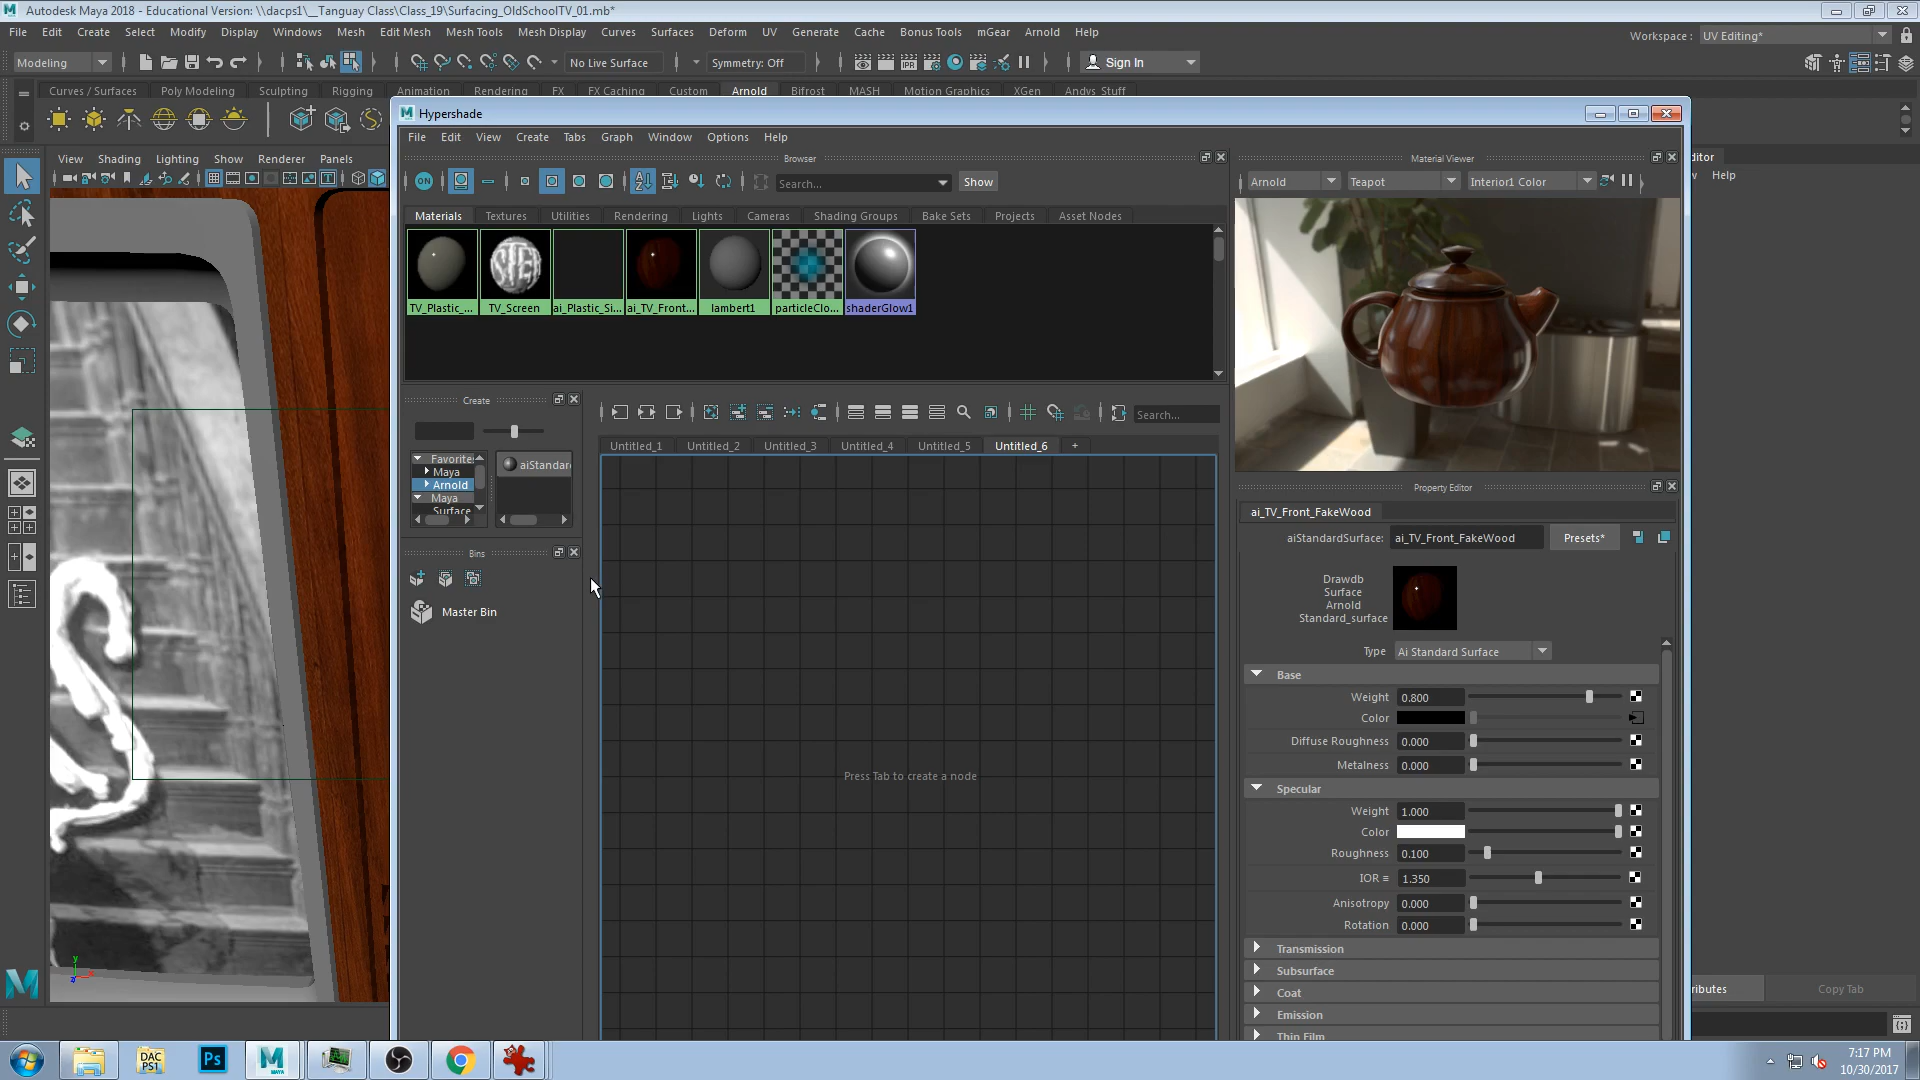 Autodesk Maya 2018 - Educational Version: \\dacps1\__Tanguay Class\Class_19\Surfacing_OldSchoolTV_01.mb*
File Edit Create Select Modify Display Windows Mesh Edit Mesh Mesh Tools Mesh Display Curves Surfaces Deform UV Generate Cache Bonus Tools mGear Arnold Help
Workspace : UV Editing*
Modeling No Live Surface Symmetry: Off Sign In
Curves / Surfaces Poly Modeling Sculpting Rigging Animation Rendering FX FX Caching Custom Arnold Bifrost MASH Motion Graphics XGen Andys Stuff
Hypershade
File Edit View Create Tabs Graph Window Options Help
View Shading Lighting Show Renderer Panels
Browser
Material Viewer
ditor
Help
ON Search... Show
Arnold Teapot Interior1 Color
Materials Textures Utilities Rendering Lights Cameras Shading Groups Bake Sets Projects Asset Nodes
TV_Plastic_... TV_Screen ai_Plastic_Si... ai_TV_Front... lambert1 particleClo... shaderGlow1
Create
Search...
Untitled_1 Untitled_2 Untitled_3 Untitled_4 Untitled_5 Untitled_6 +
Favorites
Maya
Arnold
Maya
Surface
aiStandard
Bins
Master Bin
Press Tab to create a node
Property Editor
ai_TV_Front_FakeWood
aiStandardSurface: ai_TV_Front_FakeWood Presets*
Drawdb
Surface
Arnold
Standard_surface
Type Ai Standard Surface
Base
Weight 0.800
Color
Diffuse Roughness 0.000
Metalness 0.000
Specular
Weight 1.000
Color
Roughness 0.100
IOR 1.350
Anisotropy 0.000
Rotation 0.000
Transmission
Subsurface
Coat
Emission
Thin Film
ributes Copy Tab
y
DAC
PS1
Ps
MAYA
7:17 PM
10/30/2017